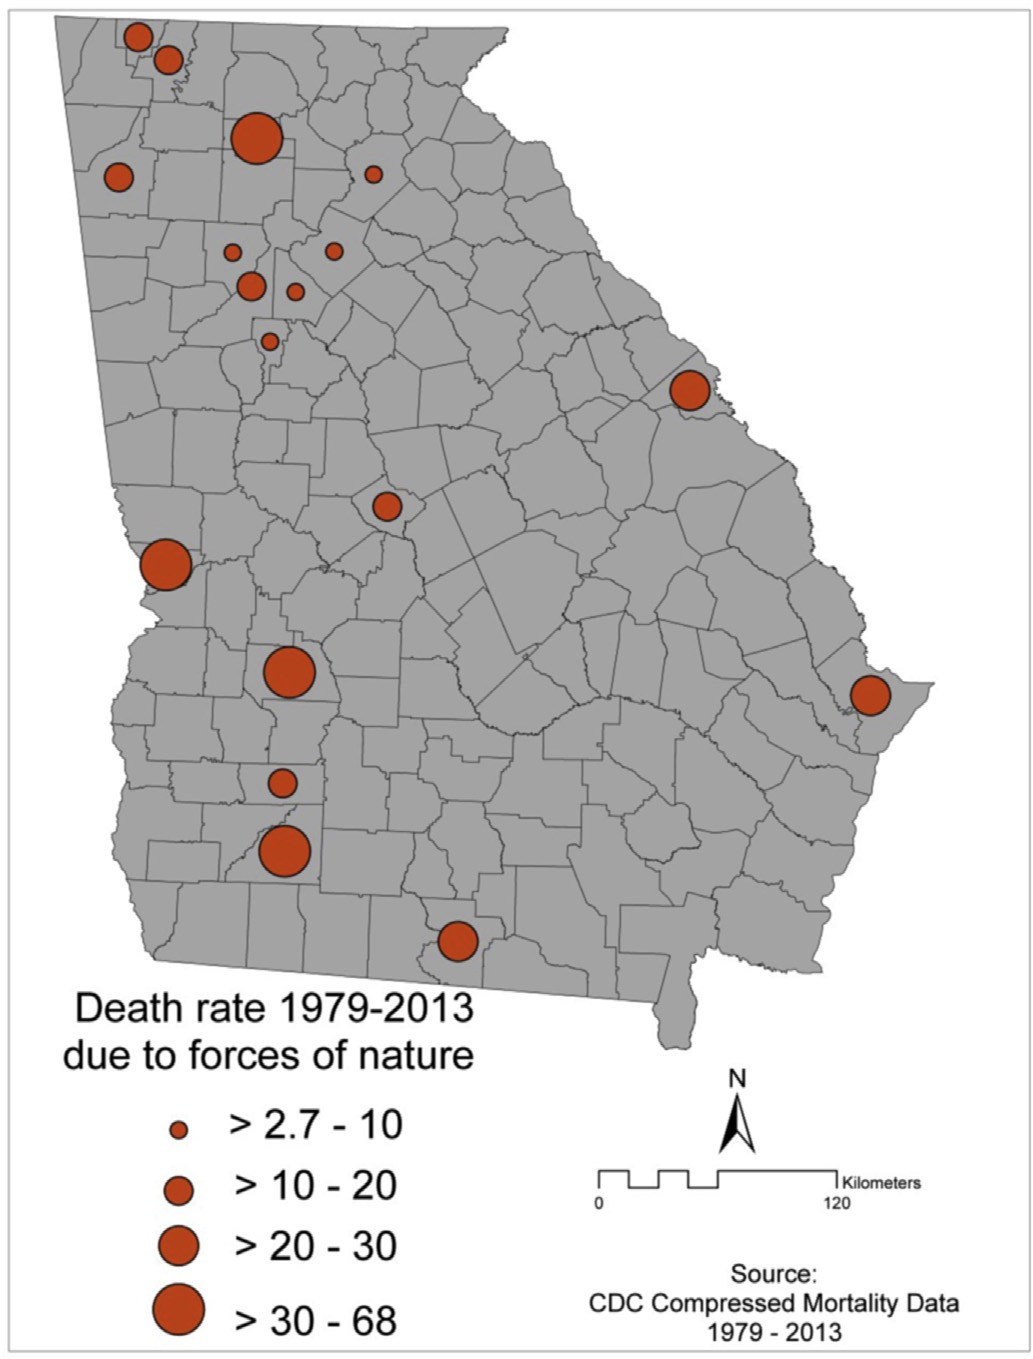 Death rate 1979-2013
due to forces of nature
> 2.7 - 10
> 10 - 20
> 20 - 30
> 30 - 68
N
Kilometers
0 120
Source:
CDC Compressed Mortality Data
1979 - 2013